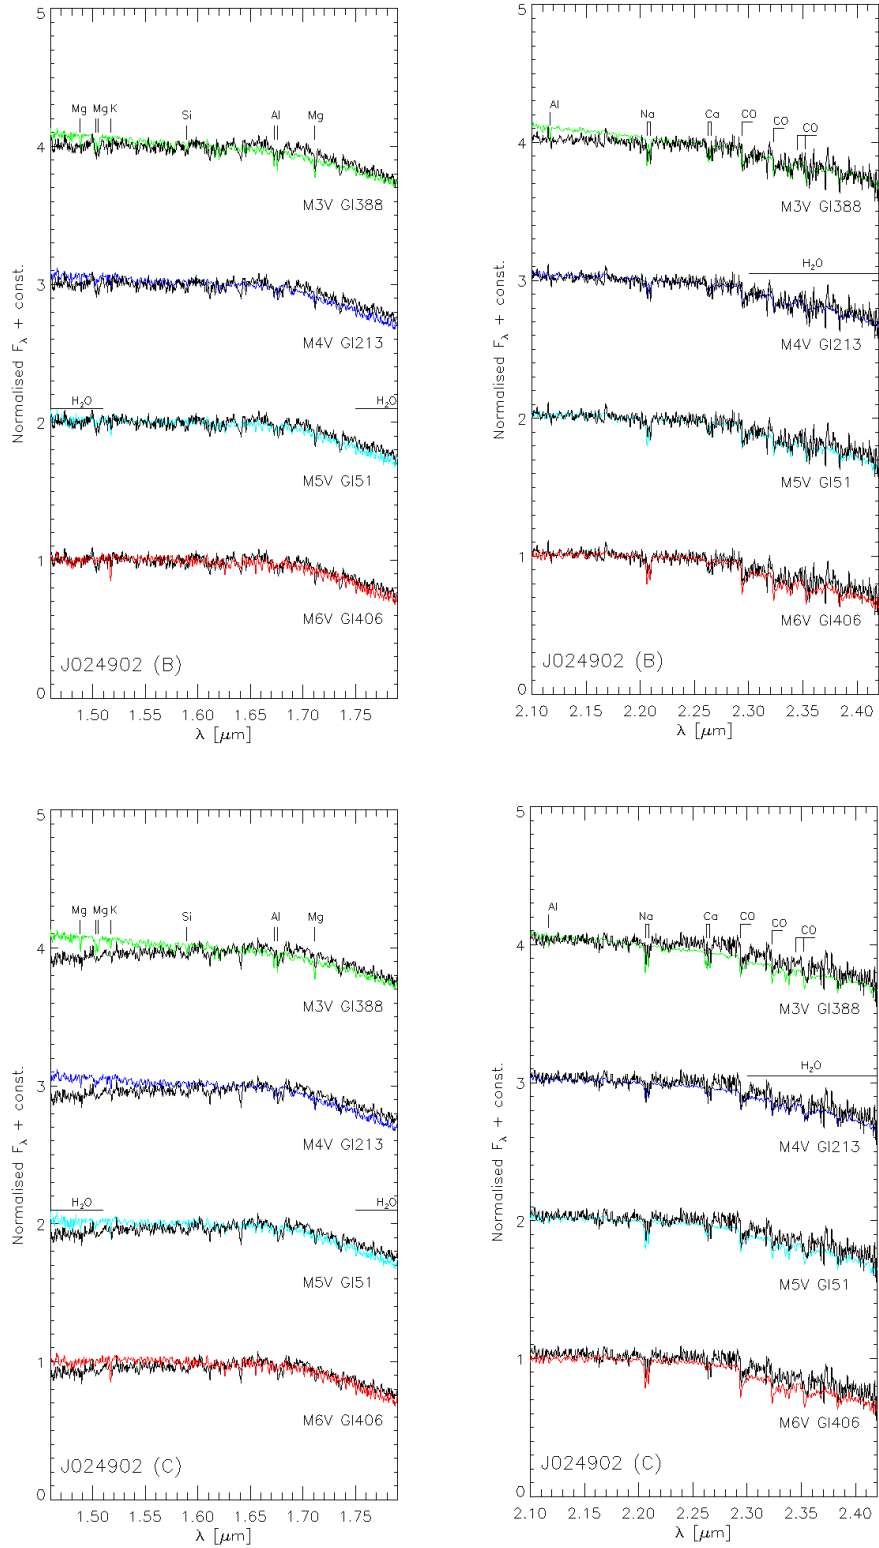 5
4
3
2
1
0
Normalised Fλ + const.
Mg Mg K Si Al Mg
M3V Gl388
M4V Gl213
H₂O H₂O
M5V Gl51
M6V Gl406
J024902 (B)
1.50 1.55 1.60 1.65 1.70 1.75
λ [μm]
5
4
3
2
1
0
Normalised Fλ + const.
Al Na Ca CO CO CO
M3V Gl388
H₂O
M4V Gl213
M5V Gl51
M6V Gl406
J024902 (B)
2.10 2.15 2.20 2.25 2.30 2.35 2.40
λ [μm]
5
4
3
2
1
0
Normalised Fλ + const.
Mg Mg K Si Al Mg
M3V Gl388
M4V Gl213
H₂O H₂O
M5V Gl51
M6V Gl406
J024902 (C)
1.50 1.55 1.60 1.65 1.70 1.75
λ [μm]
5
4
3
2
1
0
Normalised Fλ + const.
Al Na Ca CO CO CO
M3V Gl388
H₂O
M4V Gl213
M5V Gl51
M6V Gl406
J024902 (C)
2.10 2.15 2.20 2.25 2.30 2.35 2.40
λ [μm]